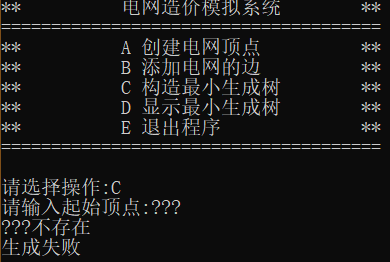 ** 电网造价模拟系统 **
========================================
** A 创建电网顶点 **
** B 添加电网的边 **
** C 构造最小生成树 **
** D 显示最小生成树 **
** E 退出程序 **
========================================
请选择操作:C
请输入起始顶点:???
???不存在
生成失败